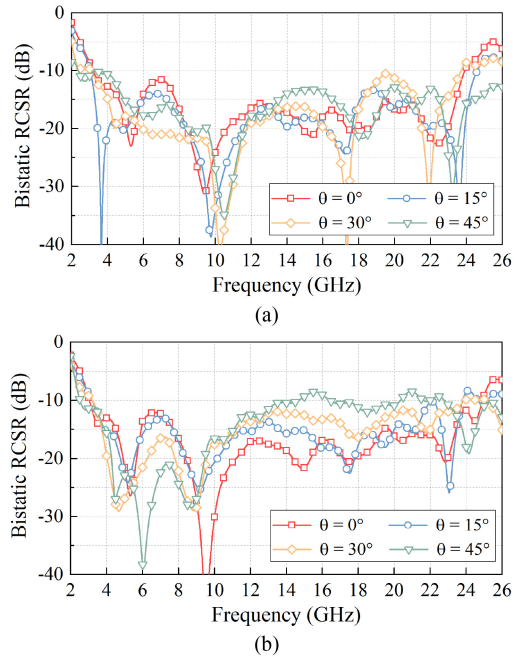 0
-10
-20
-30
-40
Bistatic RCSR (dB)
θ = 0° θ = 15°
θ = 30° θ = 45°
2 4 6 8 10 12 14 16 18 20 22 24 26
Frequency (GHz)
(a)
0
-10
-20
-30
-40
Bistatic RCSR (dB)
θ = 0° θ = 15°
θ = 30° θ = 45°
2 4 6 8 10 12 14 16 18 20 22 24 26
Frequency (GHz)
(b)